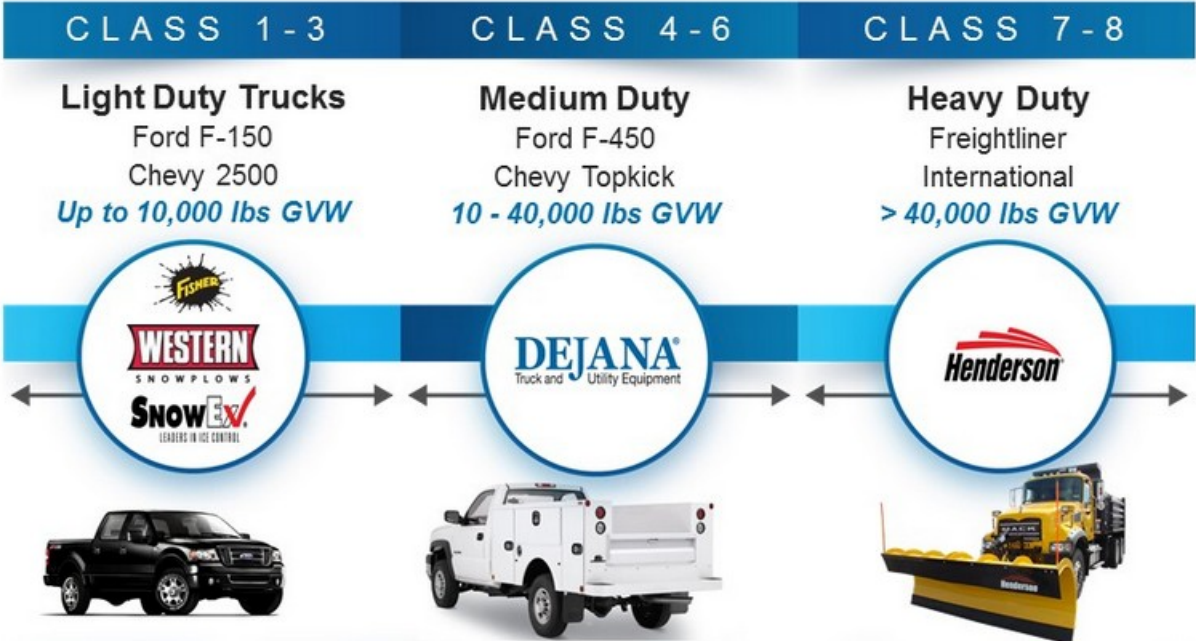 CLASS 1-3
Light Duty Trucks
Ford F-150
Chevy 2500
Up to 10,000 lbs GVW
FISHER
WESTERN
SNOWPLOWS
SNOWEX
LEADERS IN ICE CONTROL
CLASS 4-6
Medium Duty
Ford F-450
Chevy Topkick
10 - 40,000 lbs GVW
DEJANA®
Truck and Utility Equipment
CLASS 7-8
Heavy Duty
Freightliner
International
> 40,000 lbs GVW
Henderson
MACK
Henderson